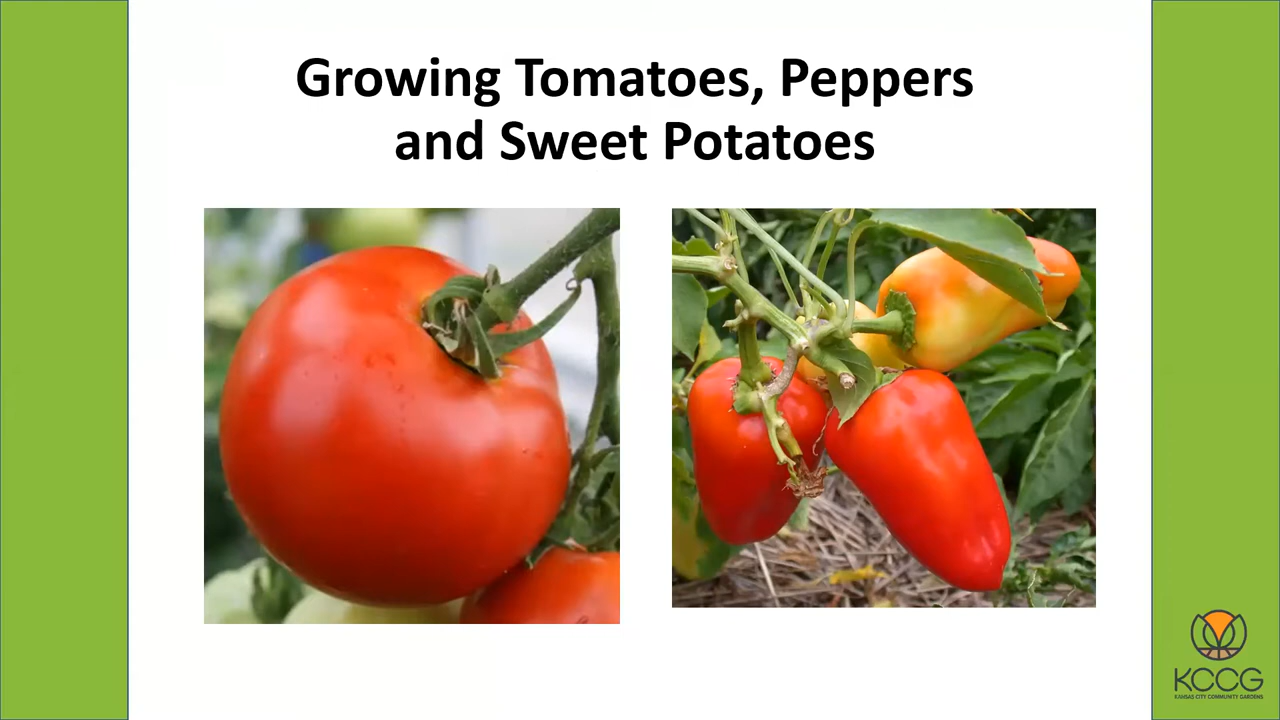 Growing Tomatoes, Peppers
and Sweet Potatoes
KCCG
KANSAS CITY COMMUNITY GARDENS